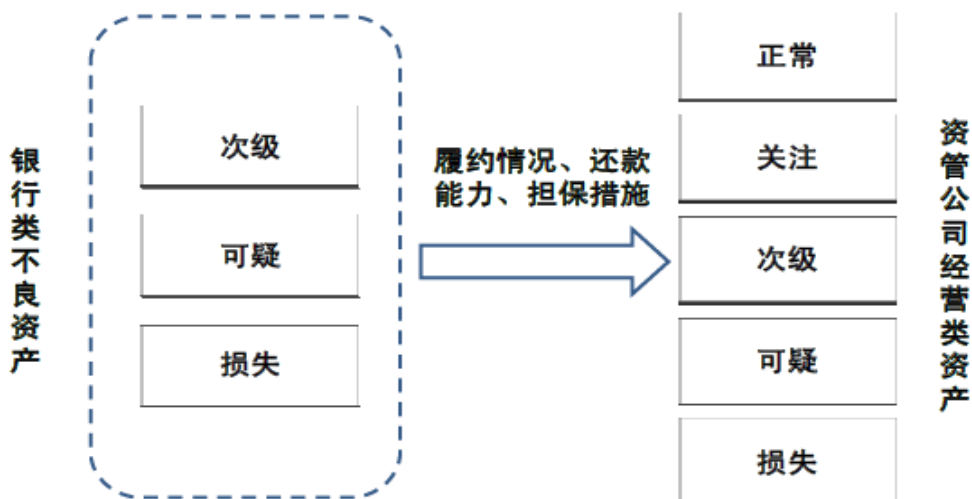 银行类不良资产
次级
可疑
损失
履约情况、还款
能力、担保措施
正常
关注
次级
可疑
损失
资管公司经营类资产